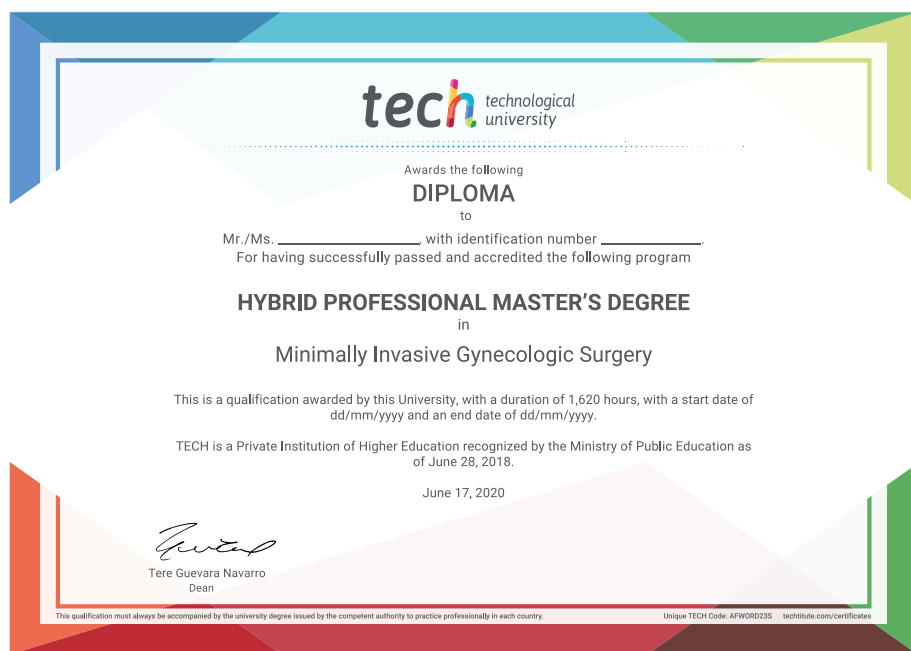 tech technological
university
Awards the following
DIPLOMA
to
Mr./Ms. ____________________, with identification number ______________.
For having successfully passed and accredited the following program
HYBRID PROFESSIONAL MASTER'S DEGREE
in
Minimally Invasive Gynecologic Surgery
This is a qualification awarded by this University, with a duration of 1,620 hours, with a start date of
dd/mm/yyyy and an end date of dd/mm/yyyy.
TECH is a Private Institution of Higher Education recognized by the Ministry of Public Education as
of June 28, 2018.
June 17, 2020
Tere Guevara Navarro
Dean
This qualification must always be accompanied by the university degree issued by the competent authority to practice professionally in each country.
Unique TECH Code: AFWORD23S techtitute.com/certificates